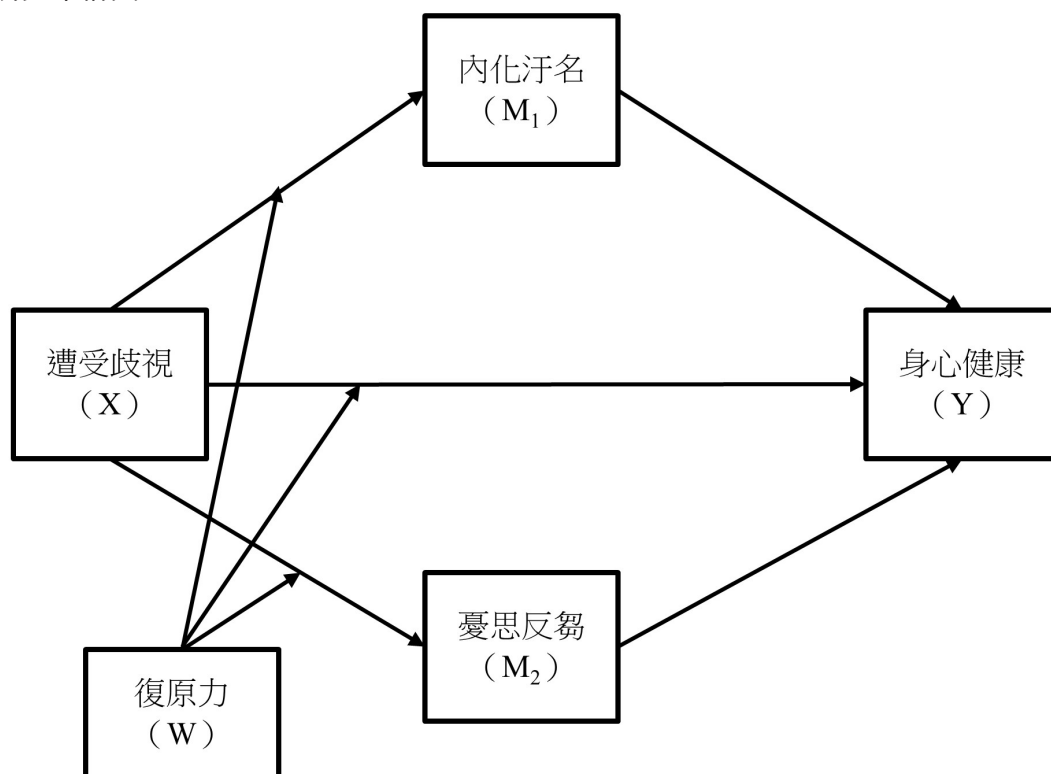 內化汙名
（M₁）
遭受歧視
（X）
身心健康
（Y）
憂思反芻
（M₂）
復原力
（W）